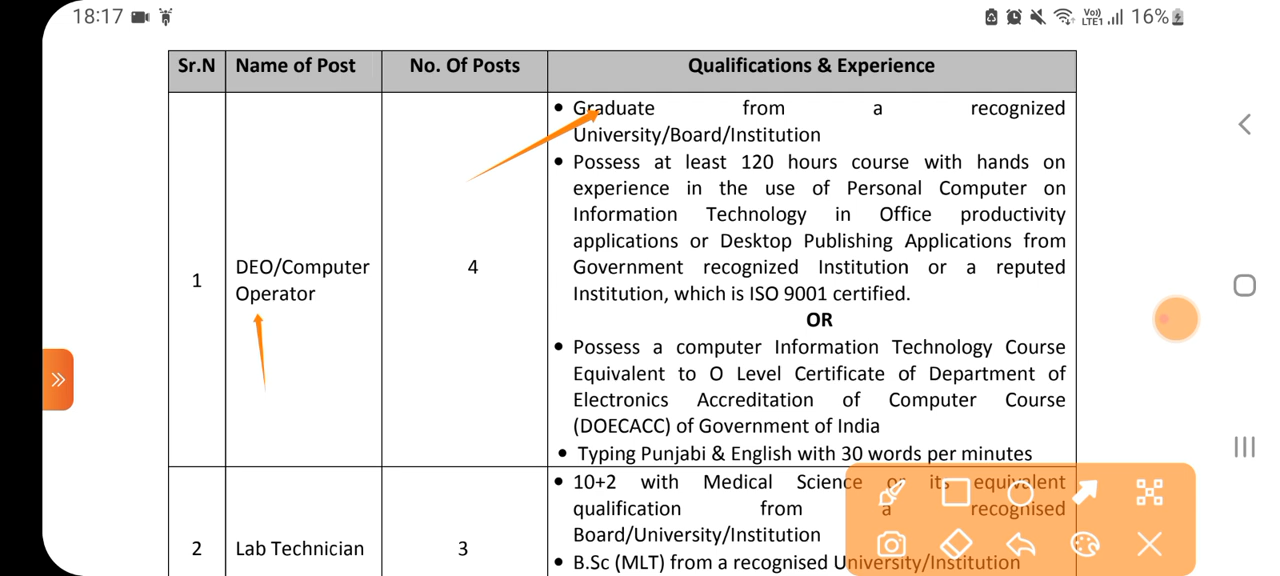 18:17
Vo)) LTE1 16%
Sr.N Name of Post No. Of Posts Qualifications & Experience
1
DEO/Computer
Operator
4
• Graduate from a recognized
University/Board/Institution
• Possess at least 120 hours course with hands on
experience in the use of Personal Computer on
Information Technology in Office productivity
applications or Desktop Publishing Applications from
Government recognized Institution or a reputed
Institution, which is ISO 9001 certified.
OR
• Possess a computer Information Technology Course
Equivalent to O Level Certificate of Department of
Electronics Accreditation of Computer Course
(DOECACC) of Government of India
• Typing Punjabi & English with 30 words per minutes
2
Lab Technician
3
• 10+2 with Medical Science or its equivalent
qualification from a recognised
Board/University/Institution
• B.Sc (MLT) from a recognised University/Institution